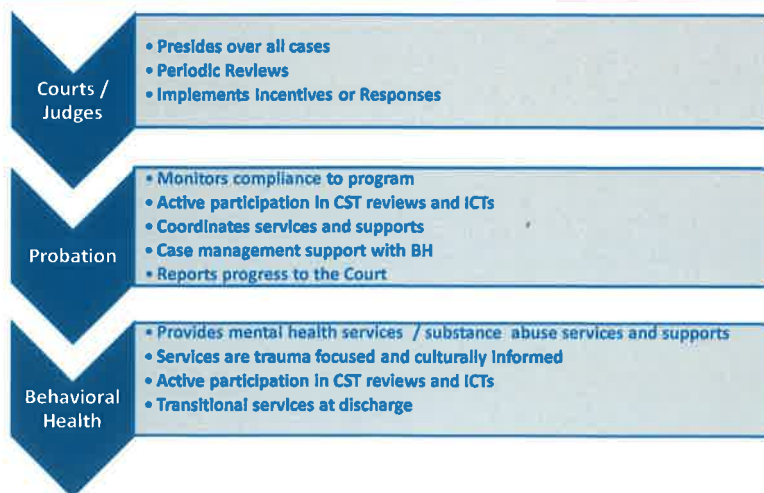 Courts /
Judges
• Presides over all cases
• Periodic Reviews
• Implements Incentives or Responses
Probation
• Monitors compliance to program
• Active participation in CST reviews and ICTs
• Coordinates services and supports
• Case management support with BH
• Reports progress to the Court
Behavioral
Health
• Provides mental health services / substance abuse services and supports
• Services are trauma focused and culturally informed
• Active participation in CST reviews and ICTs
• Transitional services at discharge